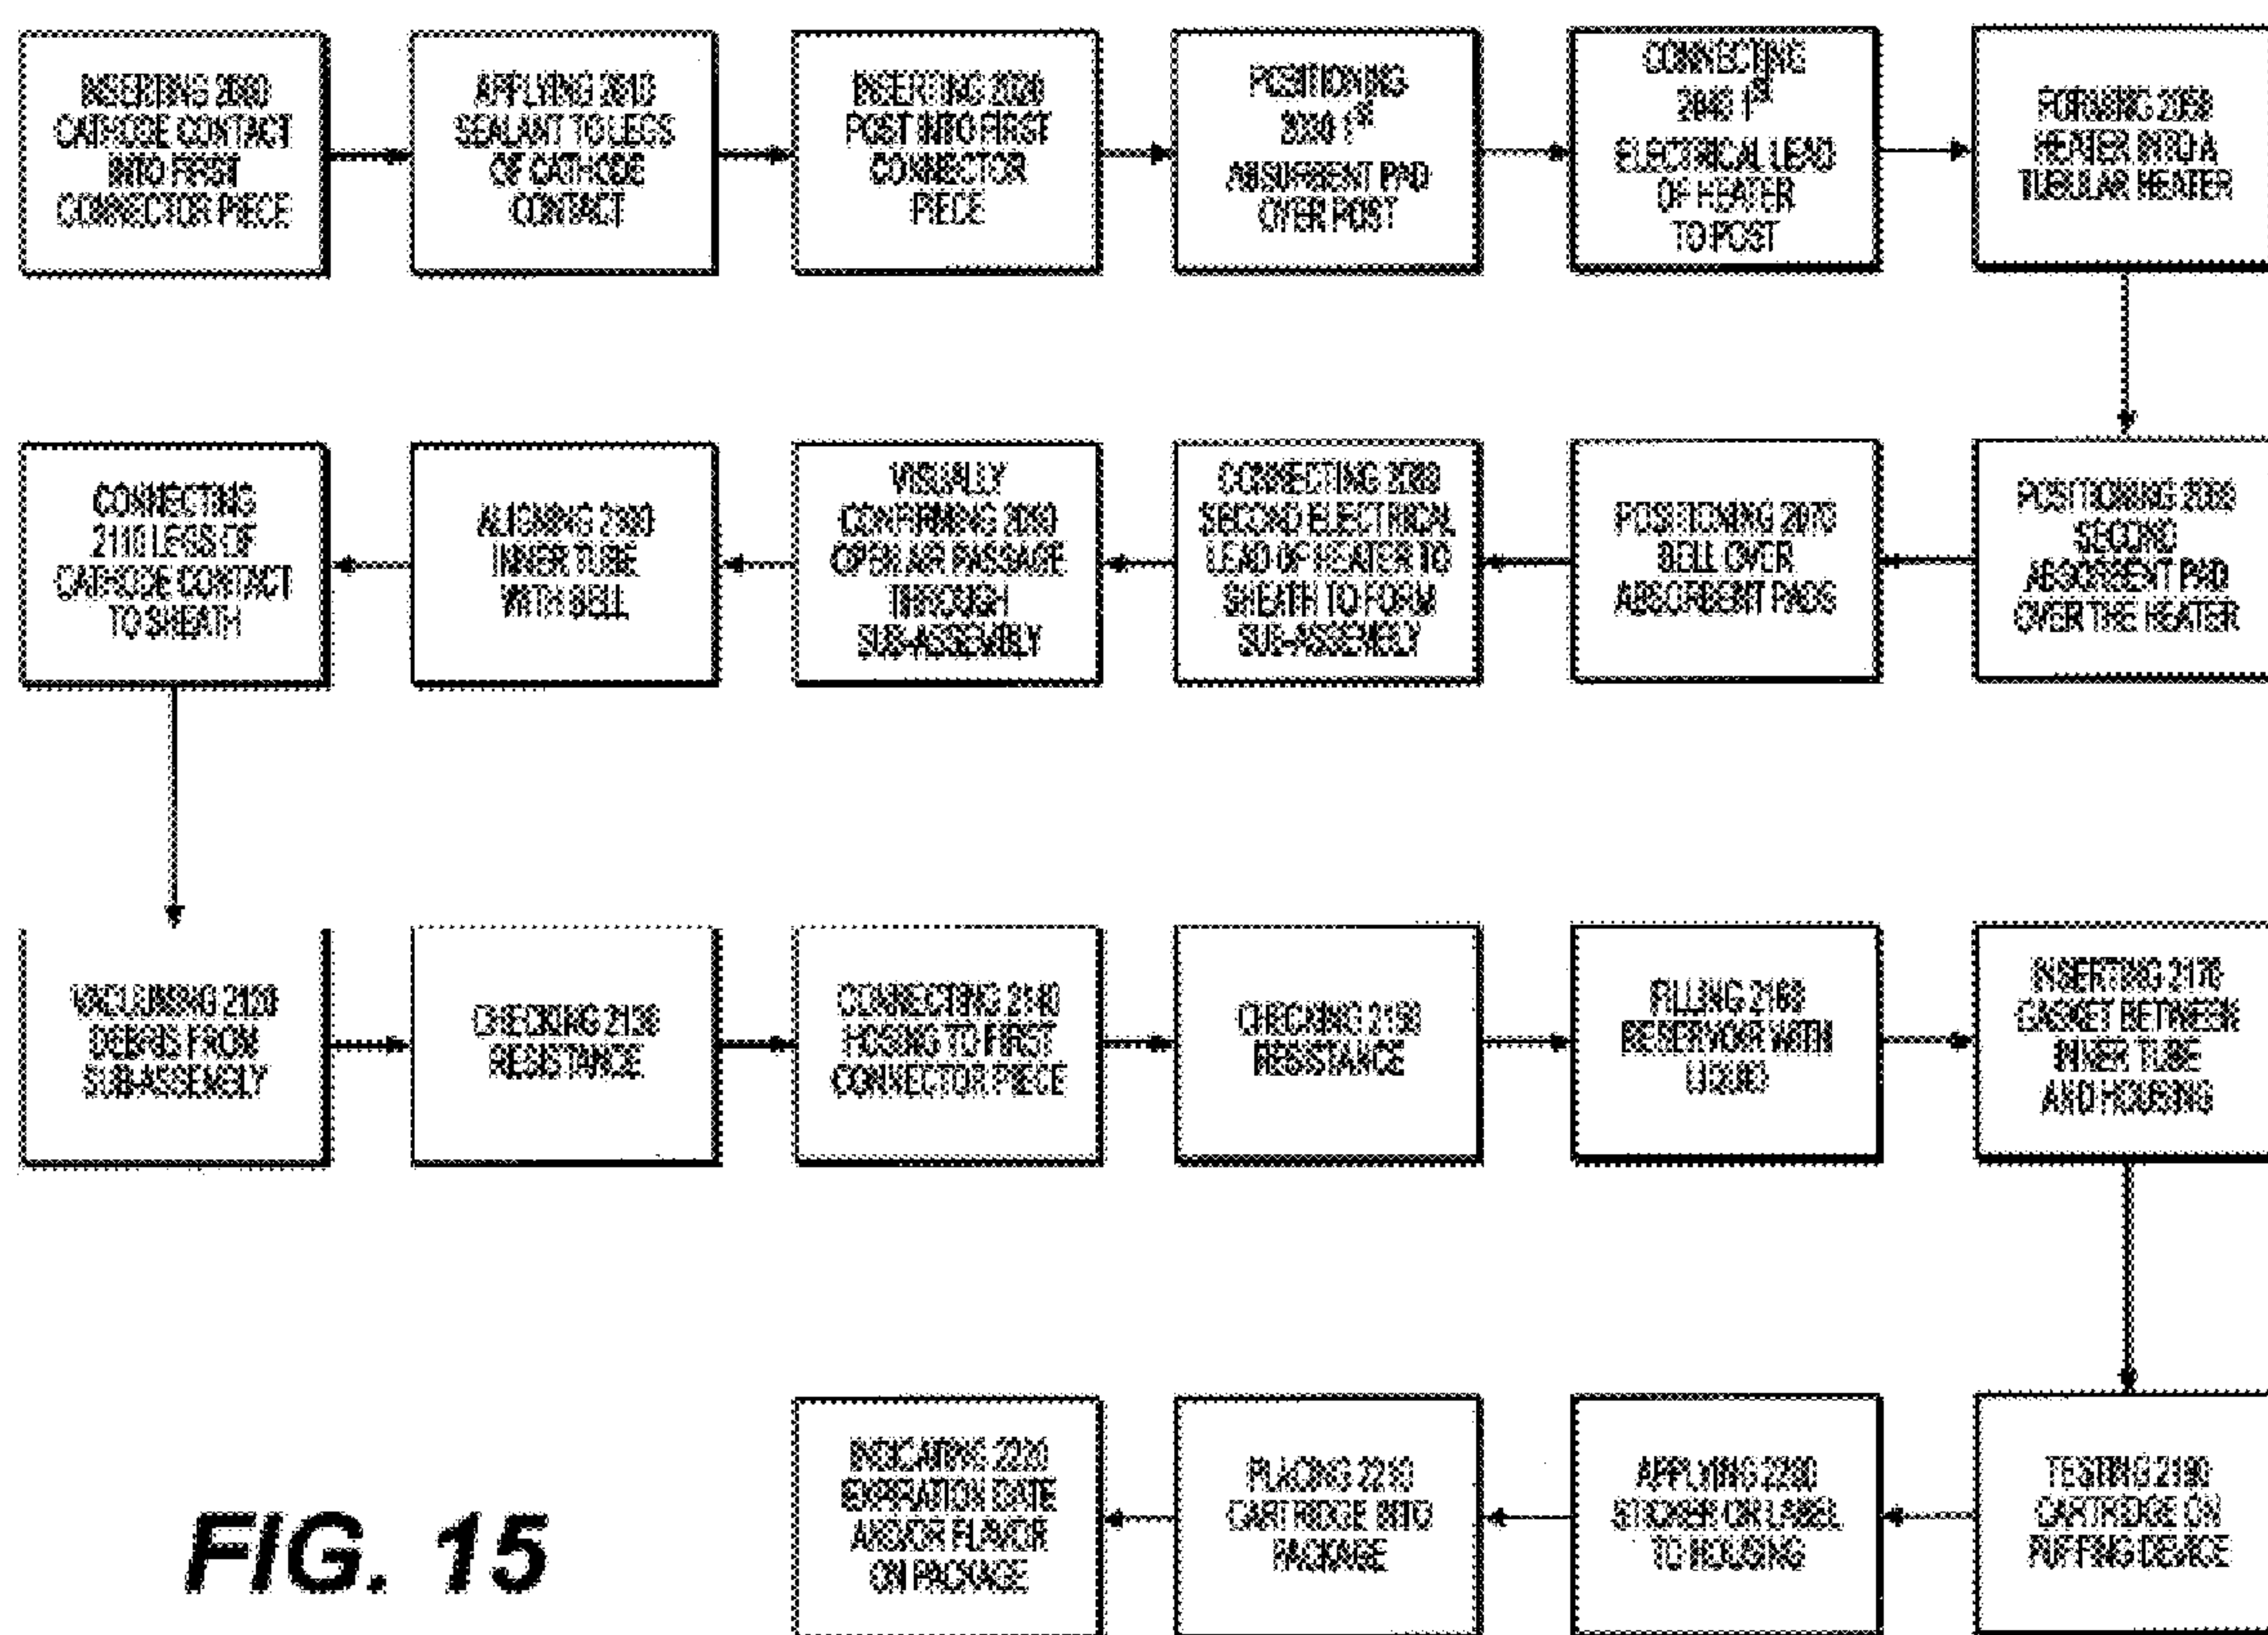 INSERTING 2000
CATHODE CONTACT
INTO FIRST
CONNECTOR PIECE
APPLYING 2010
SEALANT TO LEGS
OF CATHODE
CONTACT
INSERTING 2020
POST INTO FIRST
CONNECTOR
PIECE
POSITIONING
2030 1st
ABSORBENT PAD
OVER POST
CONNECTING
2040 1st
ELECTRICAL LEAD
OF HEATER
TO POST
FORMING 2050
HEATER INTO A
TUBULAR HEATER
CONNECTING
2110 LEGS OF
CATHODE CONTACT
TO SHEATH
ALIGNING 2100
INNER TUBE
WITH BELL
VISUALLY
CONFIRMING 2090
OPEN AIR PASSAGE
THROUGH
SUB-ASSEMBLY
CONNECTING 2080
SECOND ELECTRICAL
LEAD OF HEATER TO
SHEATH TO FORM
SUB-ASSEMBLY
POSITIONING 2070
BELL OVER
ABSORBENT PADS
POSITIONING 2060
SECOND
ABSORBENT PAD
OVER THE HEATER
VACUUMING 2120
DEBRIS FROM
SUB-ASSEMBLY
CHECKING 2130
RESISTANCE
CONNECTING 2140
HOSING TO FIRST
CONNECTOR PIECE
CHECKING 2150
RESISTANCE
FILLING 2160
RESERVOIR WITH
LIQUID
INSERTING 2170
GASKET BETWEEN
INNER TUBE
AND HOUSING
INDICATING 2220
EXPIRATION DATE
AND/OR FLAVOR
ON PACKAGE
PLACING 2210
CARTRIDGE INTO
PACKAGE
APPLYING 2200
STICKER OR LABEL
TO HOUSING
TESTING
CARTRIDGE ON
PUFFING DEVICE
FIG. 15